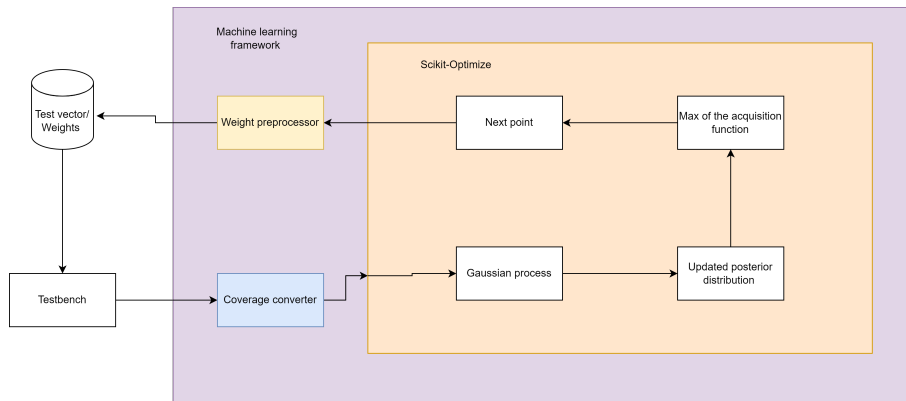 Machine learning
framework
Scikit-Optimize
Test vector/
Weights
Weight preprocessor
Next point
Max of the acquisition
function
Testbench
Coverage converter
Gaussian process
Updated posterior
distribution